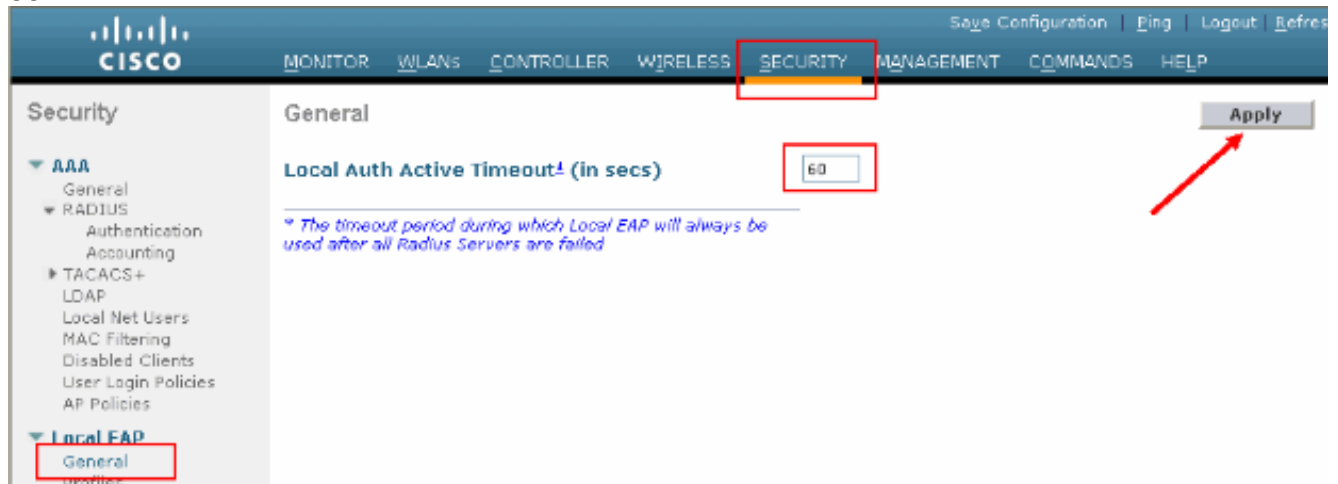 Save Configuration | Ping | Logout | Refres
CISCO
MONITOR WLANs CONTROLLER WIRELESS SECURITY MANAGEMENT COMMANDS HELP
Security
AAA
General
RADIUS
Authentication
Accounting
TACACS+
LDAP
Local Net Users
MAC Filtering
Disabled Clients
User Login Policies
AP Policies
Local EAP
General
Profiles
General
Apply
Local Auth Active Timeout1 (in secs)
60
* The timeout period during which Local EAP will always be
used after all Radius Servers are failed